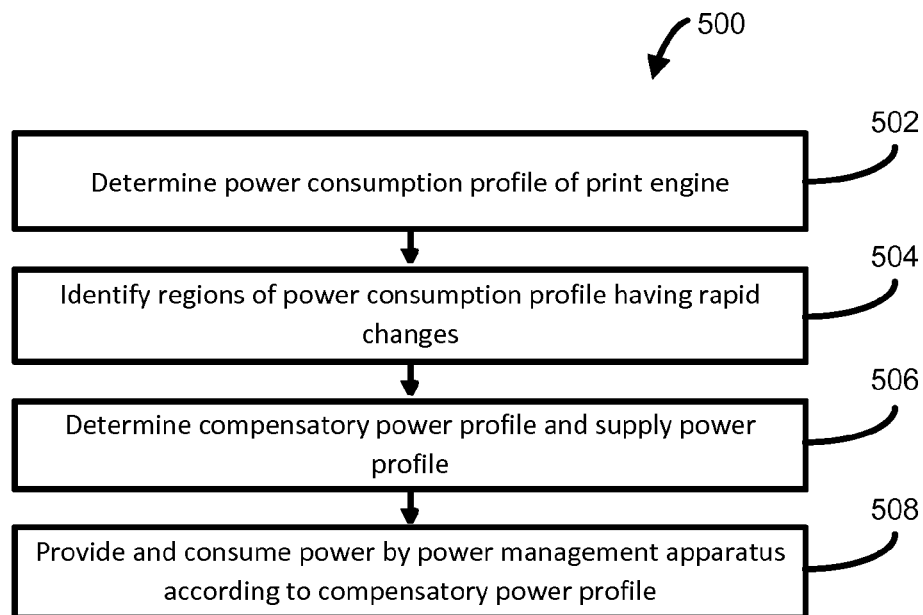 500
502
Determine power consumption profile of print engine
504
Identify regions of power consumption profile having rapid
changes
506
Determine compensatory power profile and supply power
profile
508
Provide and consume power by power management apparatus
according to compensatory power profile